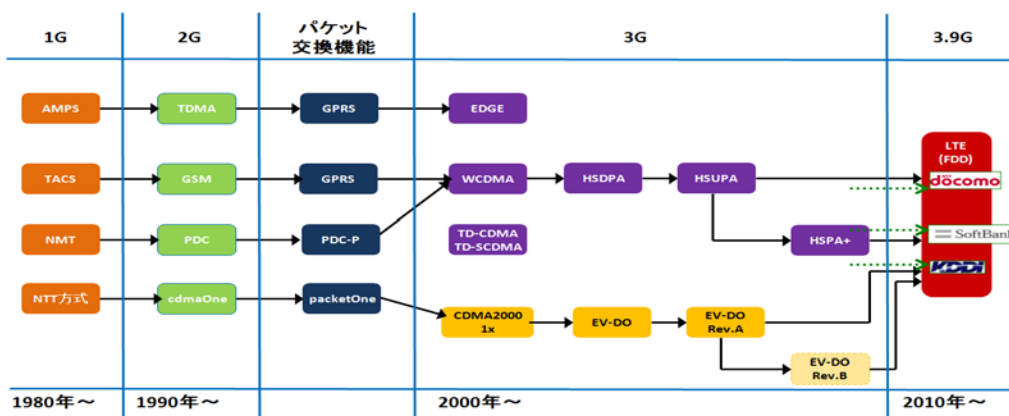 1G
2G
パケット
交換機能
3G
3.9G
AMPS
TDMA
GPRS
EDGE
LTE
(FDD)
TACS
GSM
GPRS
WCDMA
HSDPA
HSUPA
döcomo
NMT
PDC
PDC-P
TD-CDMA
TD-SCDMA
HSPA+
SoftBank
KDDI
NTT方式
cdmaOne
packetOne
CDMA2000
1x
EV-DO
EV-DO
Rev.A
EV-DO
Rev.B
1980年～
1990年～
2000年～
2010年～